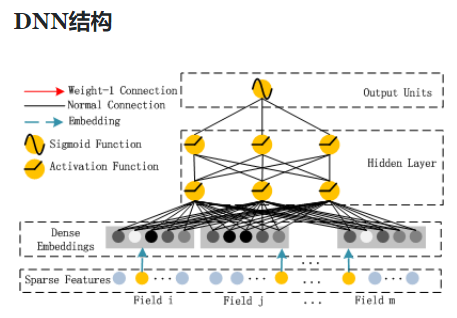 DNN结构
Weight-1 Connection
Normal Connection
Embedding
Sigmoid Function
Activation Function
Output Units
Hidden Layer
Dense
Embeddings
...
Sparse Features
...
...
...
...
Field i
Field j
...
Field m